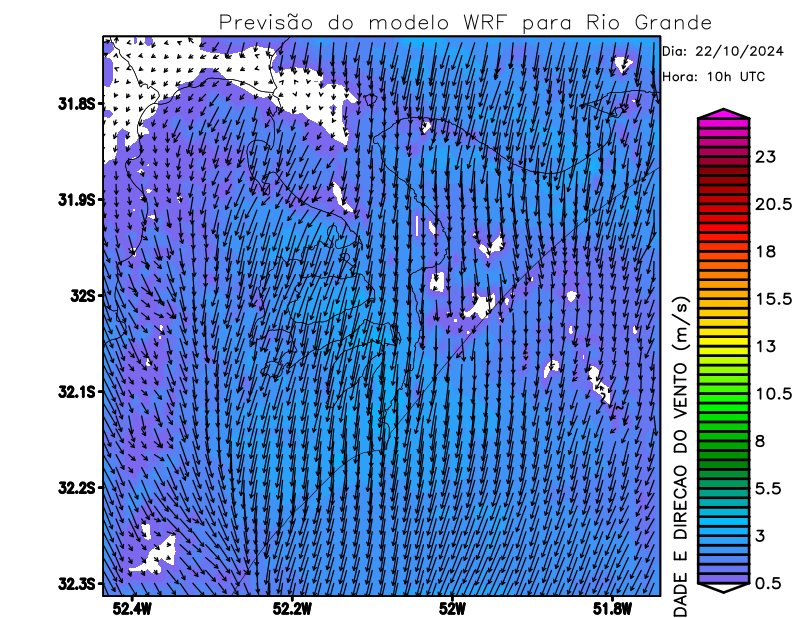 Previsão do modelo WRF para Rio Grande
Dia: 22/10/2024
Hora: 10h UTC
31.8S
31.9S
32S
32.1S
32.2S
32.3S
52.4W
52.2W
52W
51.8W
23
20.5
18
15.5
13
10.5
8
5.5
3
0.5
DADE E DIRECAO DO VENTO (m/s)